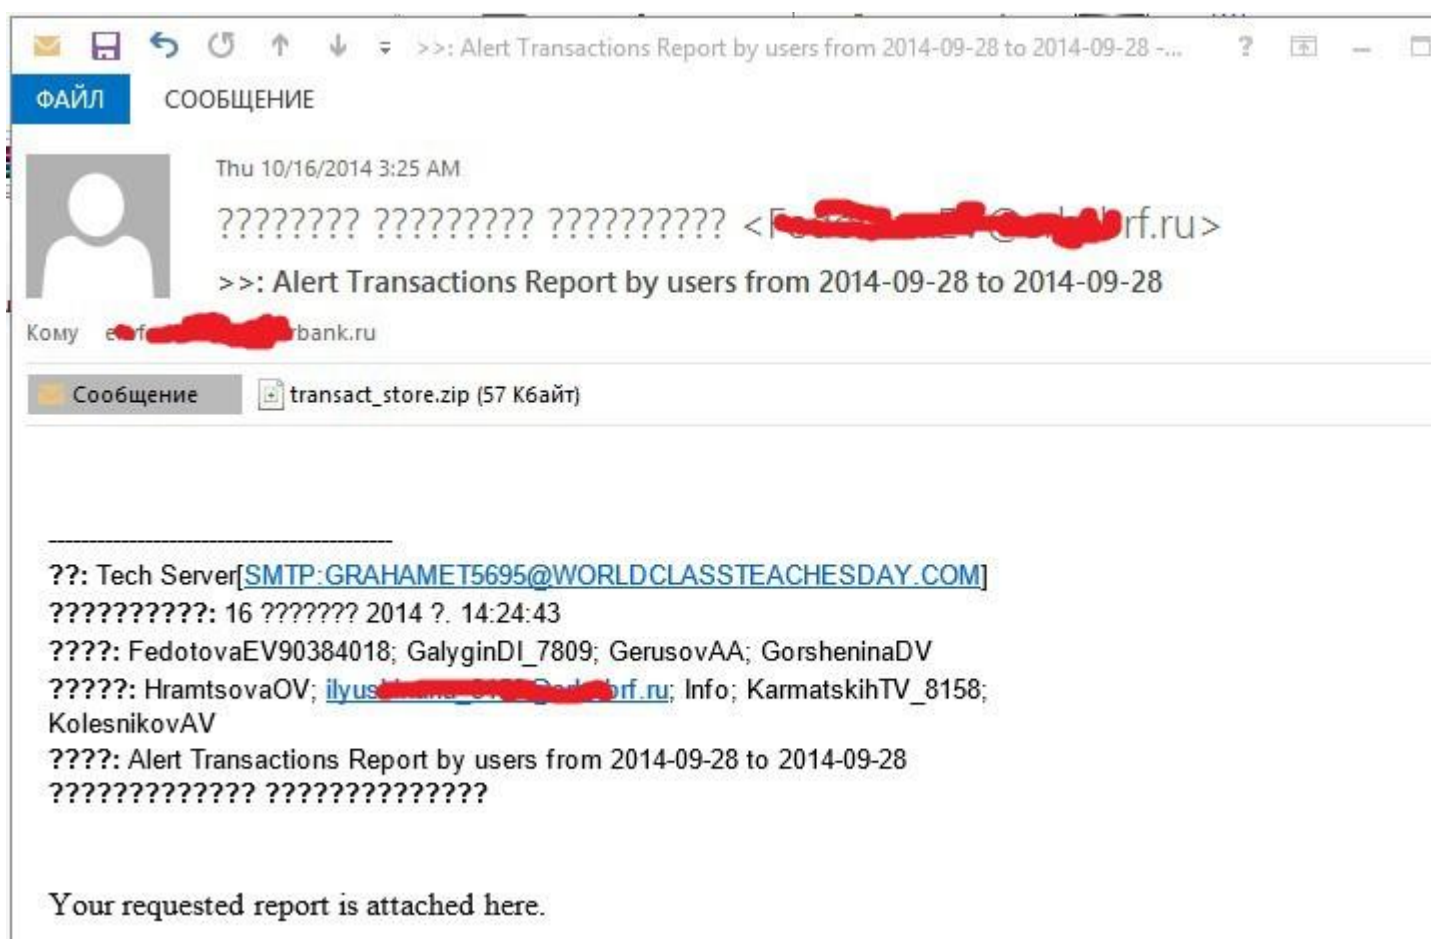 >>: Alert Transactions Report by users from 2014-09-28 to 2014-09-28 -... ?
ФАЙЛ СООБЩЕНИЕ
Thu 10/16/2014 3:25 AM
???????? ????????? ?????????? < rf.ru>
>>: Alert Transactions Report by users from 2014-09-28 to 2014-09-28
Кому rbank.ru
Сообщение transact_store.zip (57 Кбайт)
??: Tech Server[SMTP:GRAHAMET5695@WORLDCLASSTEACHESDAY.COM]
??????????: 16 ??????? 2014 ?. 14:24:43
????: FedotovaEV90384018; GalyginDI_7809; GerusovAA; GorsheninaDV
?????: HramtsovaOV; rf.ru; Info; KarmatskihTV_8158;
KolesnikovAV
????: Alert Transactions Report by users from 2014-09-28 to 2014-09-28
????????????? ??????????????
Your requested report is attached here.